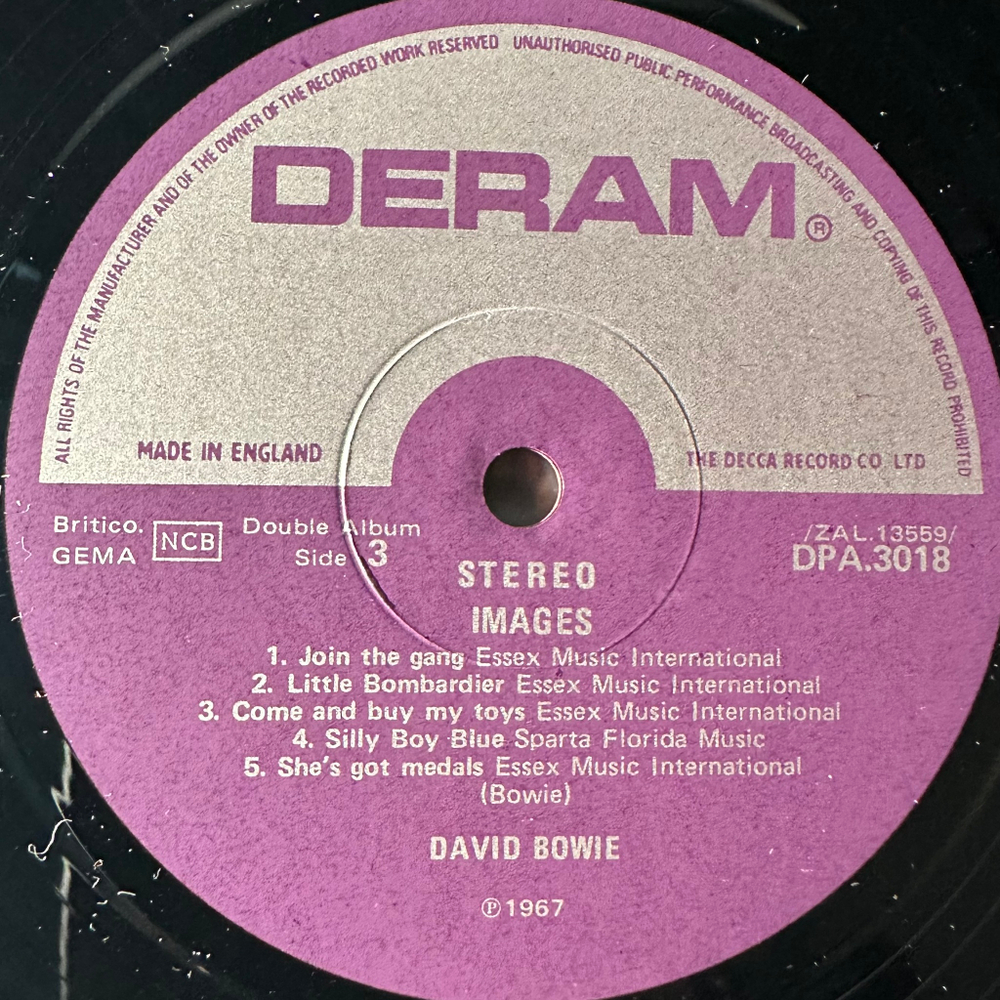 ALL RIGHTS OF THE MANUFACTURER AND OF THE OWNER OF THE RECORDED WORK RESERVED UNAUTHORISED PUBLIC PERFORMANCE BROADCASTING AND COPYING OF THIS RECORD PROHIBITED
DERAM®
MADE IN ENGLAND
THE DECCA RECORD CO LTD
Britico.
GEMA
NCB
Double Album
Side 3
/ZAL.13559/
DPA.3018
STEREO
IMAGES
1. Join the gang Essex Music International
2. Little Bombardier Essex Music International
3. Come and buy my toys Essex Music International
4. Silly Boy Blue Sparta Florida Music
5. She's got medals Essex Music International
(Bowie)
DAVID BOWIE
℗1967